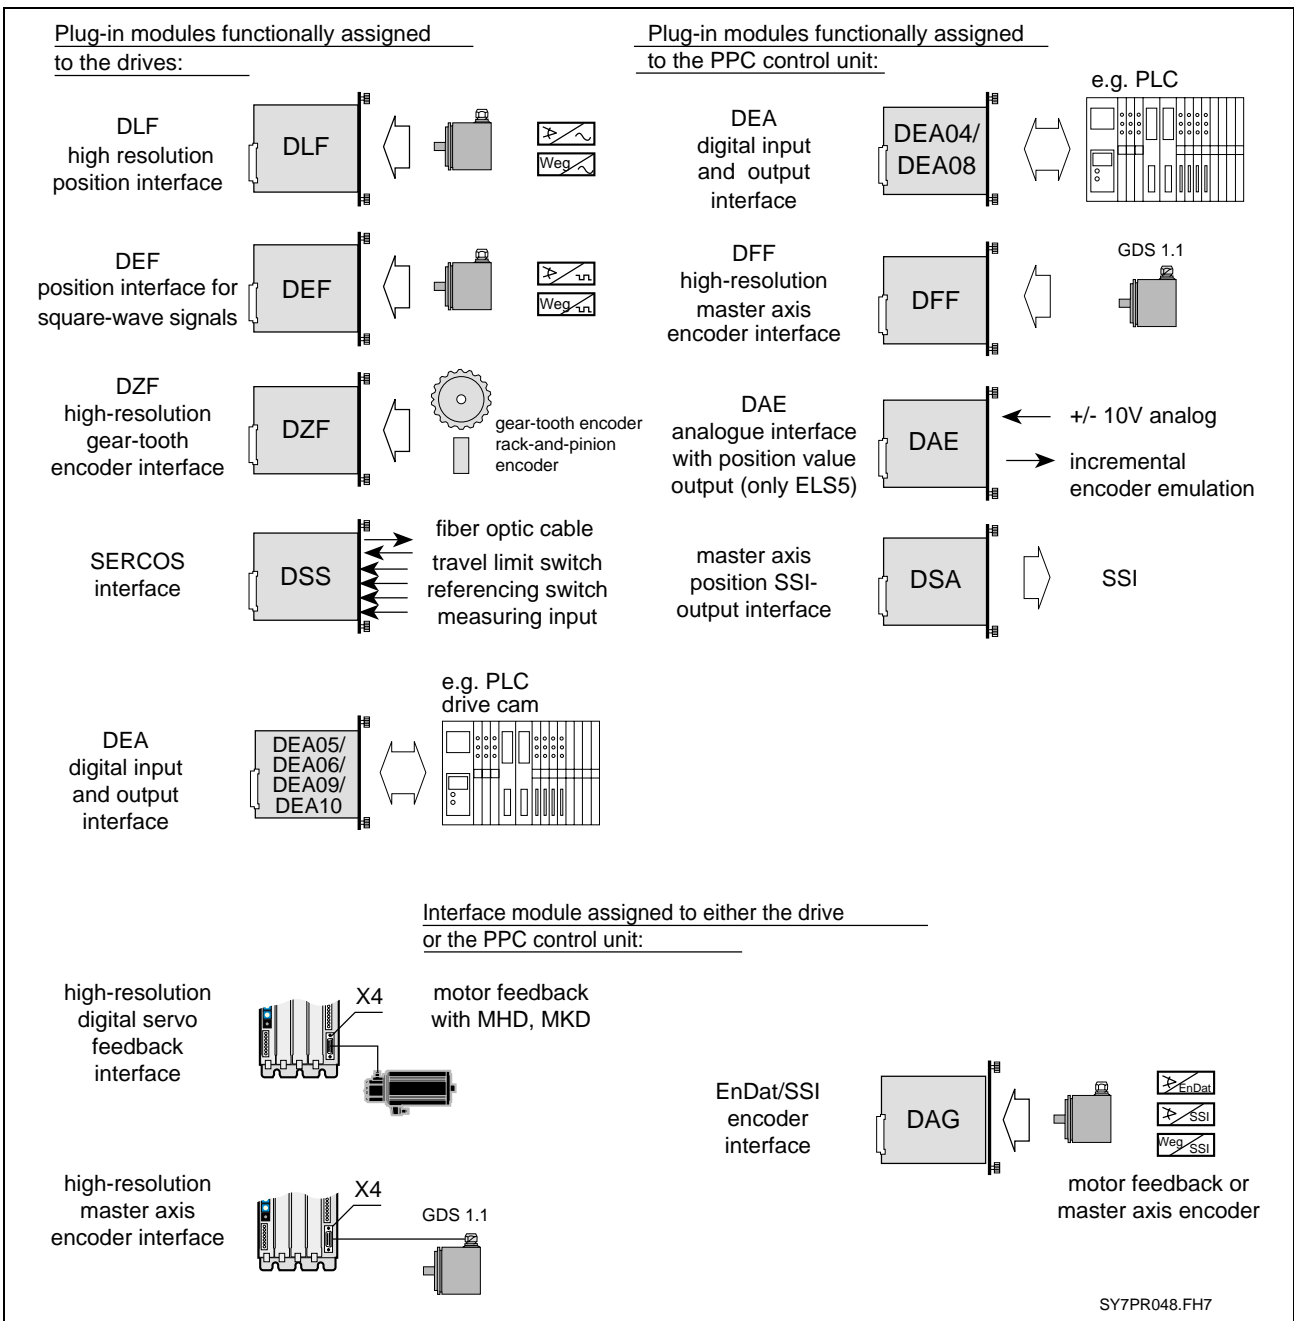 Plug-in modules functionally assigned
to the drives:
DLF
high resolution
position interface
DLF
Weg
DEF
position interface for
square-wave signals
DEF
Weg
DZF
high-resolution
gear-tooth
encoder interface
DZF
gear-tooth encoder
rack-and-pinion
encoder
SERCOS
interface
DSS
fiber optic cable
travel limit switch
referencing switch
measuring input
DEA
digital input
and output
interface
DEA05/
DEA06/
DEA09/
DEA10
e.g. PLC
drive cam
Plug-in modules functionally assigned
to the PPC control unit:
DEA
digital input
and output
interface
DEA04/
DEA08
e.g. PLC
DFF
high-resolution
master axis
encoder interface
DFF
GDS 1.1
DAE
analogue interface
with position value
output (only ELS5)
DAE
+/- 10V analog
incremental
encoder emulation
master axis
position SSI-
output interface
DSA
SSI
Interface module assigned to either the drive
or the PPC control unit:
high-resolution
digital servo
feedback
interface
X4
motor feedback
with MHD, MKD
high-resolution
master axis
encoder interface
X4
GDS 1.1
EnDat/SSI
encoder
interface
DAG
EnDat
SSI
Weg SSI
motor feedback or
master axis encoder
SY7PR048.FH7